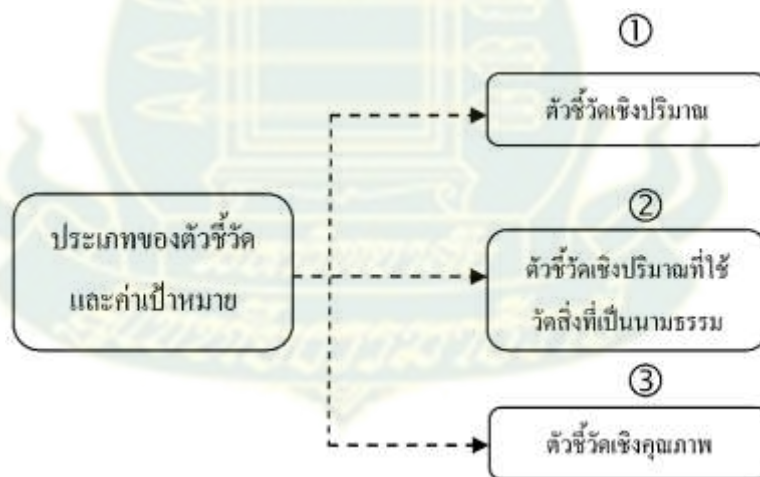 ①
ตัวชี้วัดเชิงปริมาณ
ประเภทของตัวชี้วัด
และค่าเป้าหมาย
②
ตัวชี้วัดเชิงปริมาณที่ใช้
วัดสิ่งที่เป็นนามธรรม
③
ตัวชี้วัดเชิงคุณภาพ